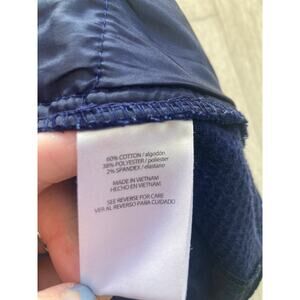 60% COTTON / algodón
38% POLYESTER / poliester
2% SPANDEX / elastano
MADE IN VIETNAM
HECHO EN VIETNAM
SEE REVERSE FOR CARE
VER AL REVERSO PARA CUIDADO